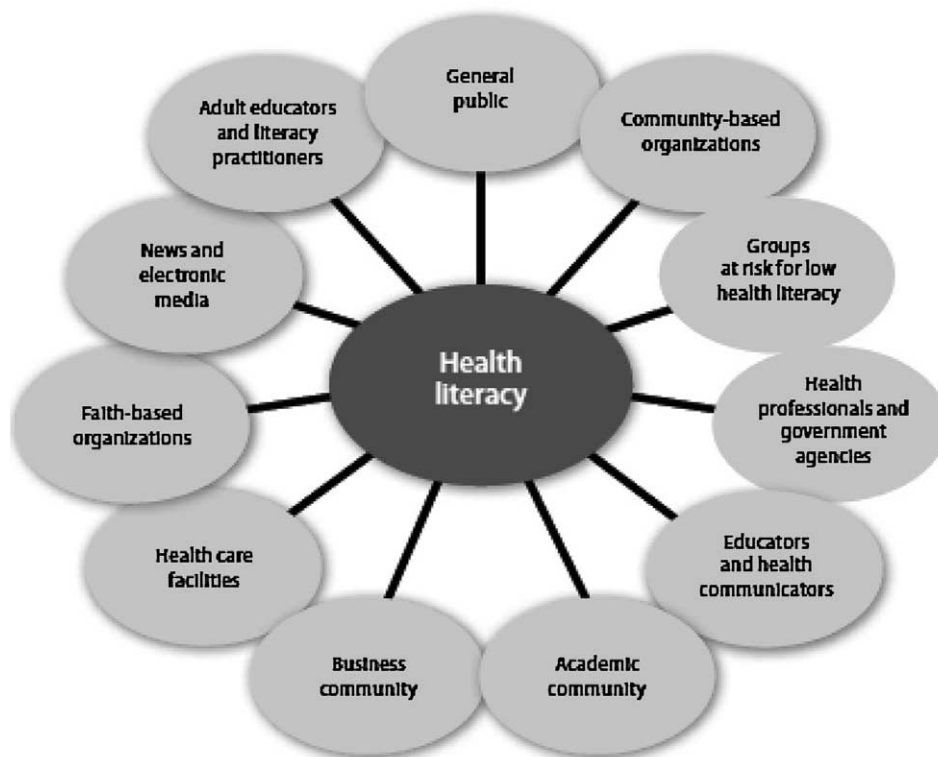 General
public
Community-based
organizations
Groups
at risk for low
health literacy
Health
professionals and
government
agencies
Educators
and health
communicators
Academic
community
Business
community
Health care
facilities
Faith-based
organizations
News and
electronic
media
Adult educators
and literacy
practitioners
Health
literacy